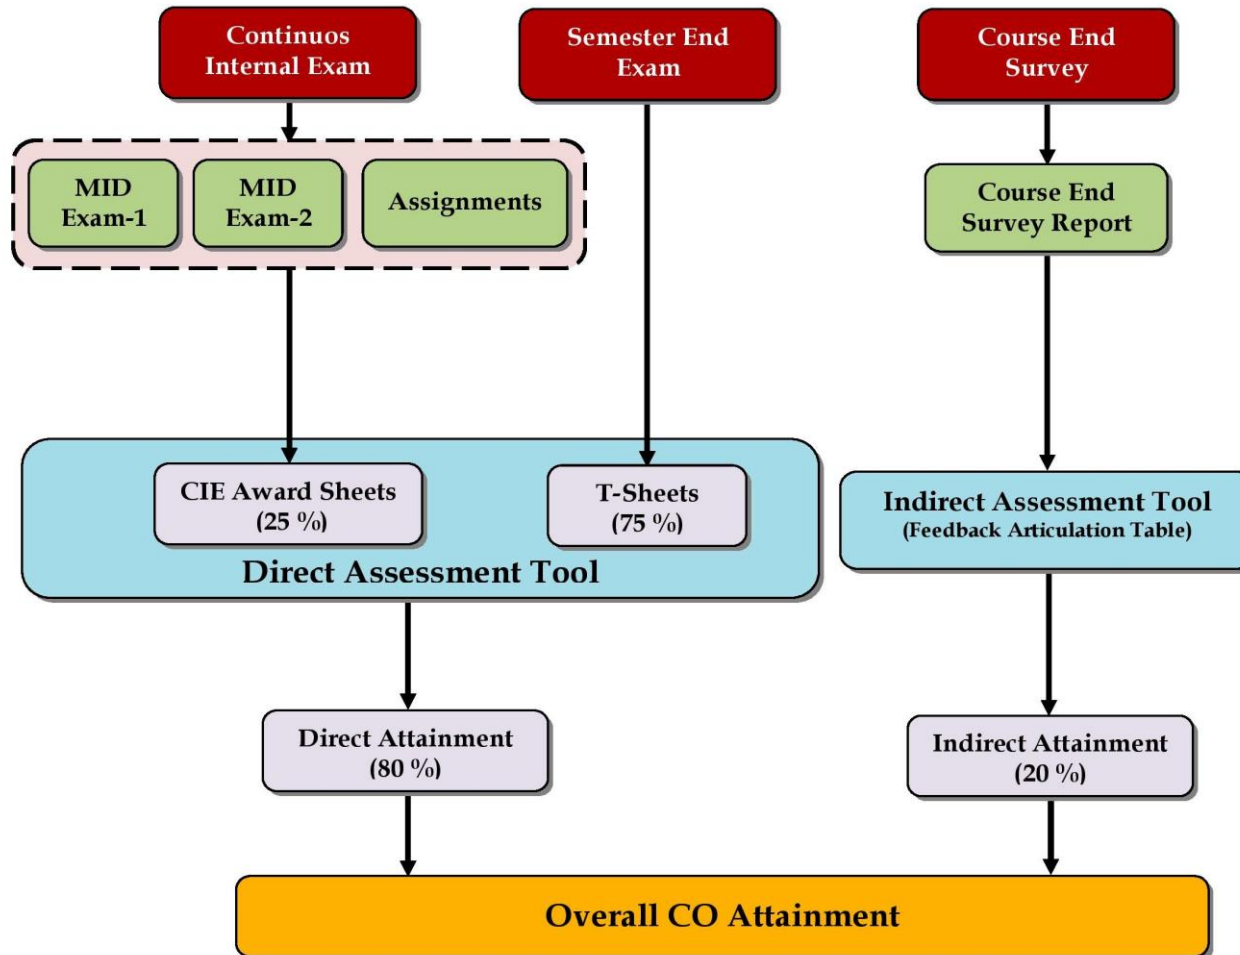 Continuos
Internal Exam
Semester End
Exam
Course End
Survey
MID
Exam-1
MID
Exam-2
Assignments
Course End
Survey Report
CIE Award Sheets
(25 %)
T-Sheets
(75 %)
Direct Assessment Tool
Indirect Assessment Tool
(Feedback Articulation Table)
Direct Attainment
(80 %)
Indirect Attainment
(20 %)
Overall CO Attainment